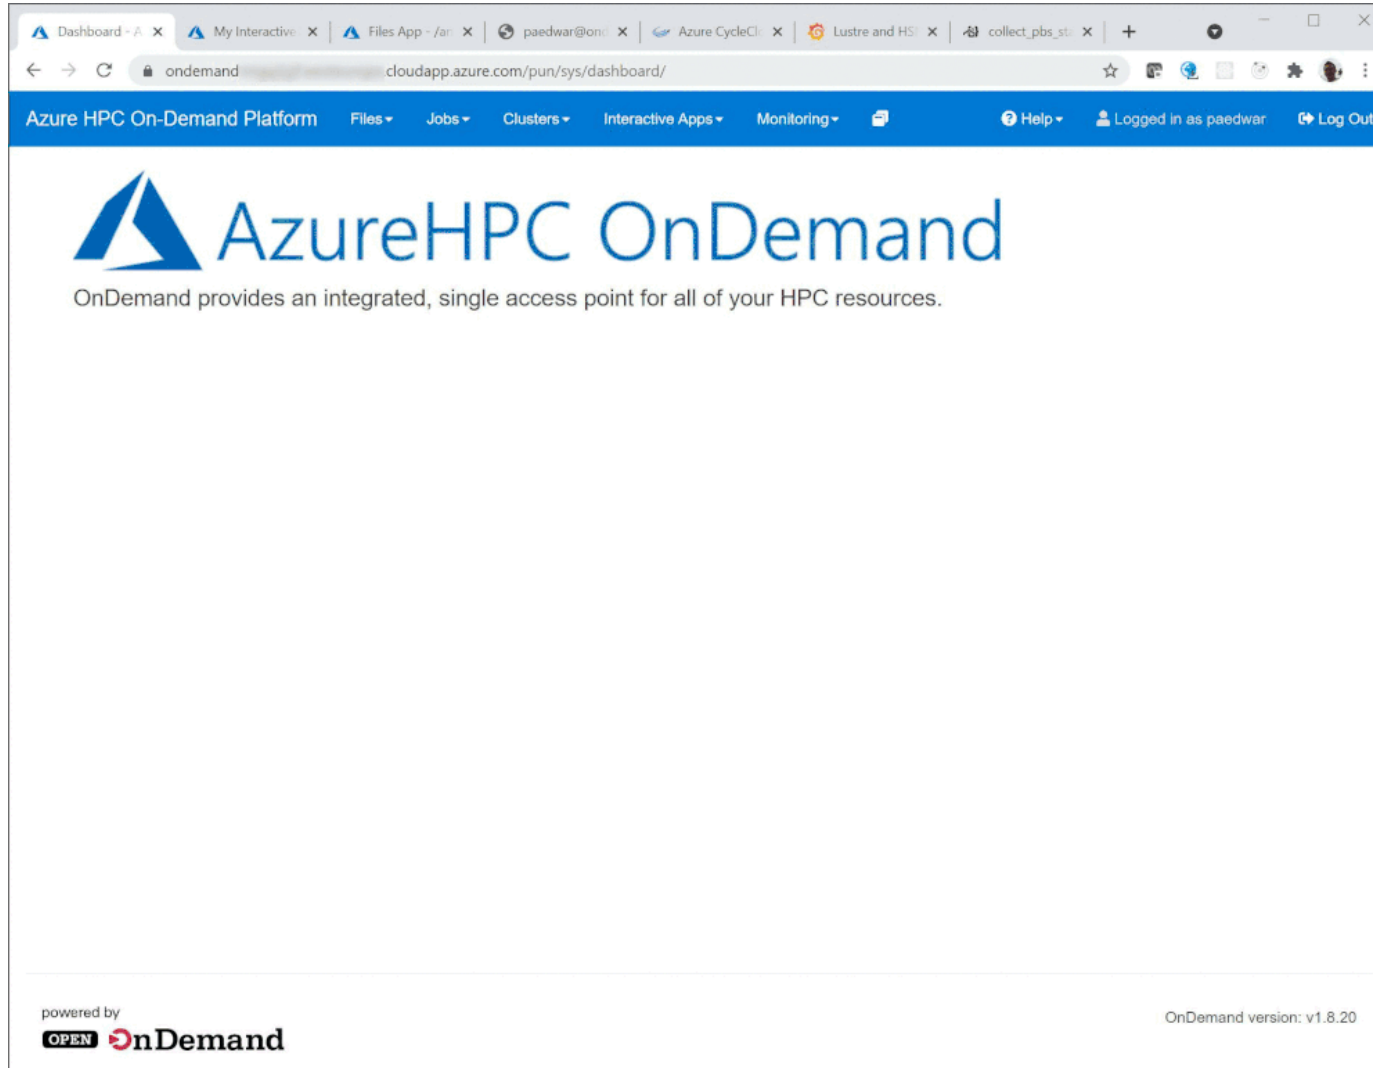 Dashboard - A
My Interactive
Files App - /an
paedwar@ond
Azure CycleCl
Lustre and HS
collect_pbs_sta
ondemand cloudapp.azure.com/pun/sys/dashboard/
Azure HPC On-Demand Platform Files Jobs Clusters Interactive Apps Monitoring Help Logged in as paedwar Log Out
AzureHPC OnDemand
OnDemand provides an integrated, single access point for all of your HPC resources.
powered by
OPEN OnDemand
OnDemand version: v1.8.20